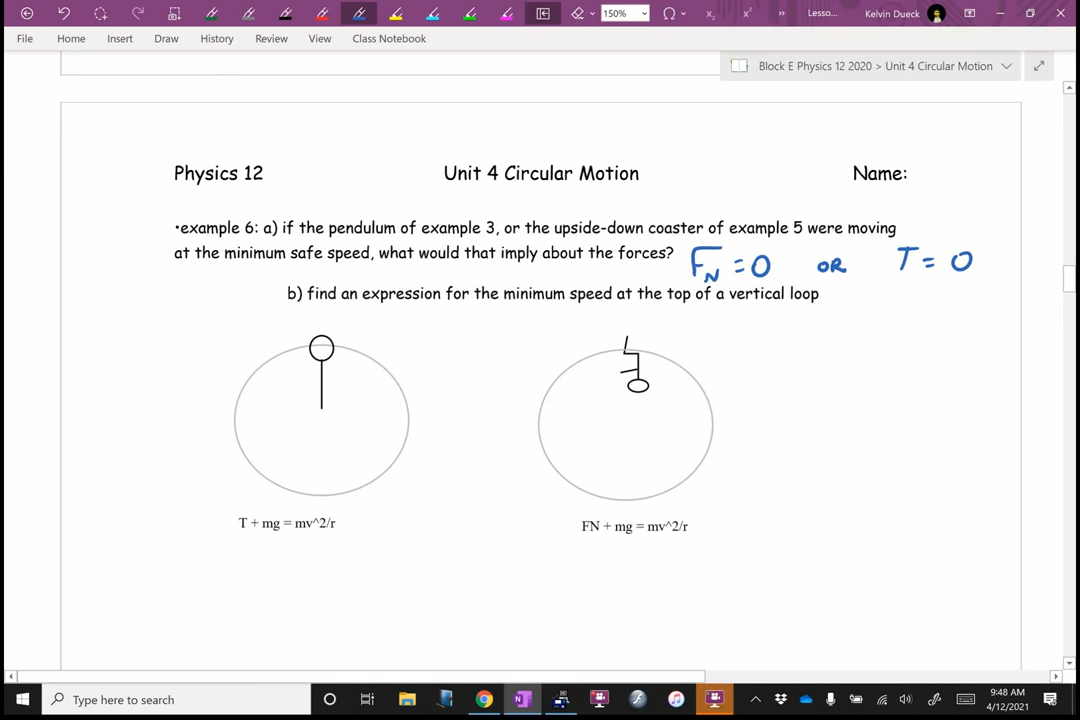 150%
Lesso...
Kelvin Dueck
File Home Insert Draw History Review View Class Notebook
Block E Physics 12 2020 > Unit 4 Circular Motion
Physics 12 Unit 4 Circular Motion Name:
•example 6: a) if the pendulum of example 3, or the upside-down coaster of example 5 were moving
at the minimum safe speed, what would that imply about the forces? FN = 0 OR T = 0
b) find an expression for the minimum speed at the top of a vertical loop
T + mg = mv^2/r
FN + mg = mv^2/r
Type here to search
9:48 AM
4/12/2021